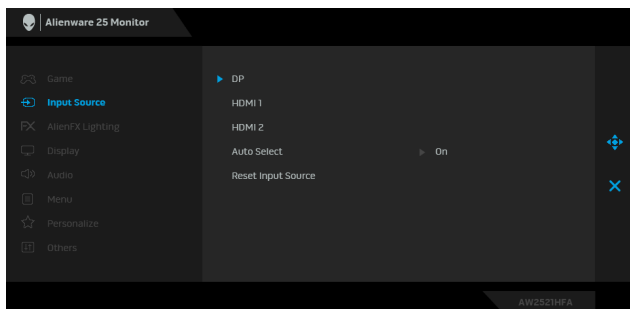 Alienware 25 Monitor
Game
Input Source
FX AlienFX Lighting
Display
Audio
Menu
Personalize
Others
DP
HDMI 1
HDMI 2
Auto Select On
Reset Input Source
AW2521HFA